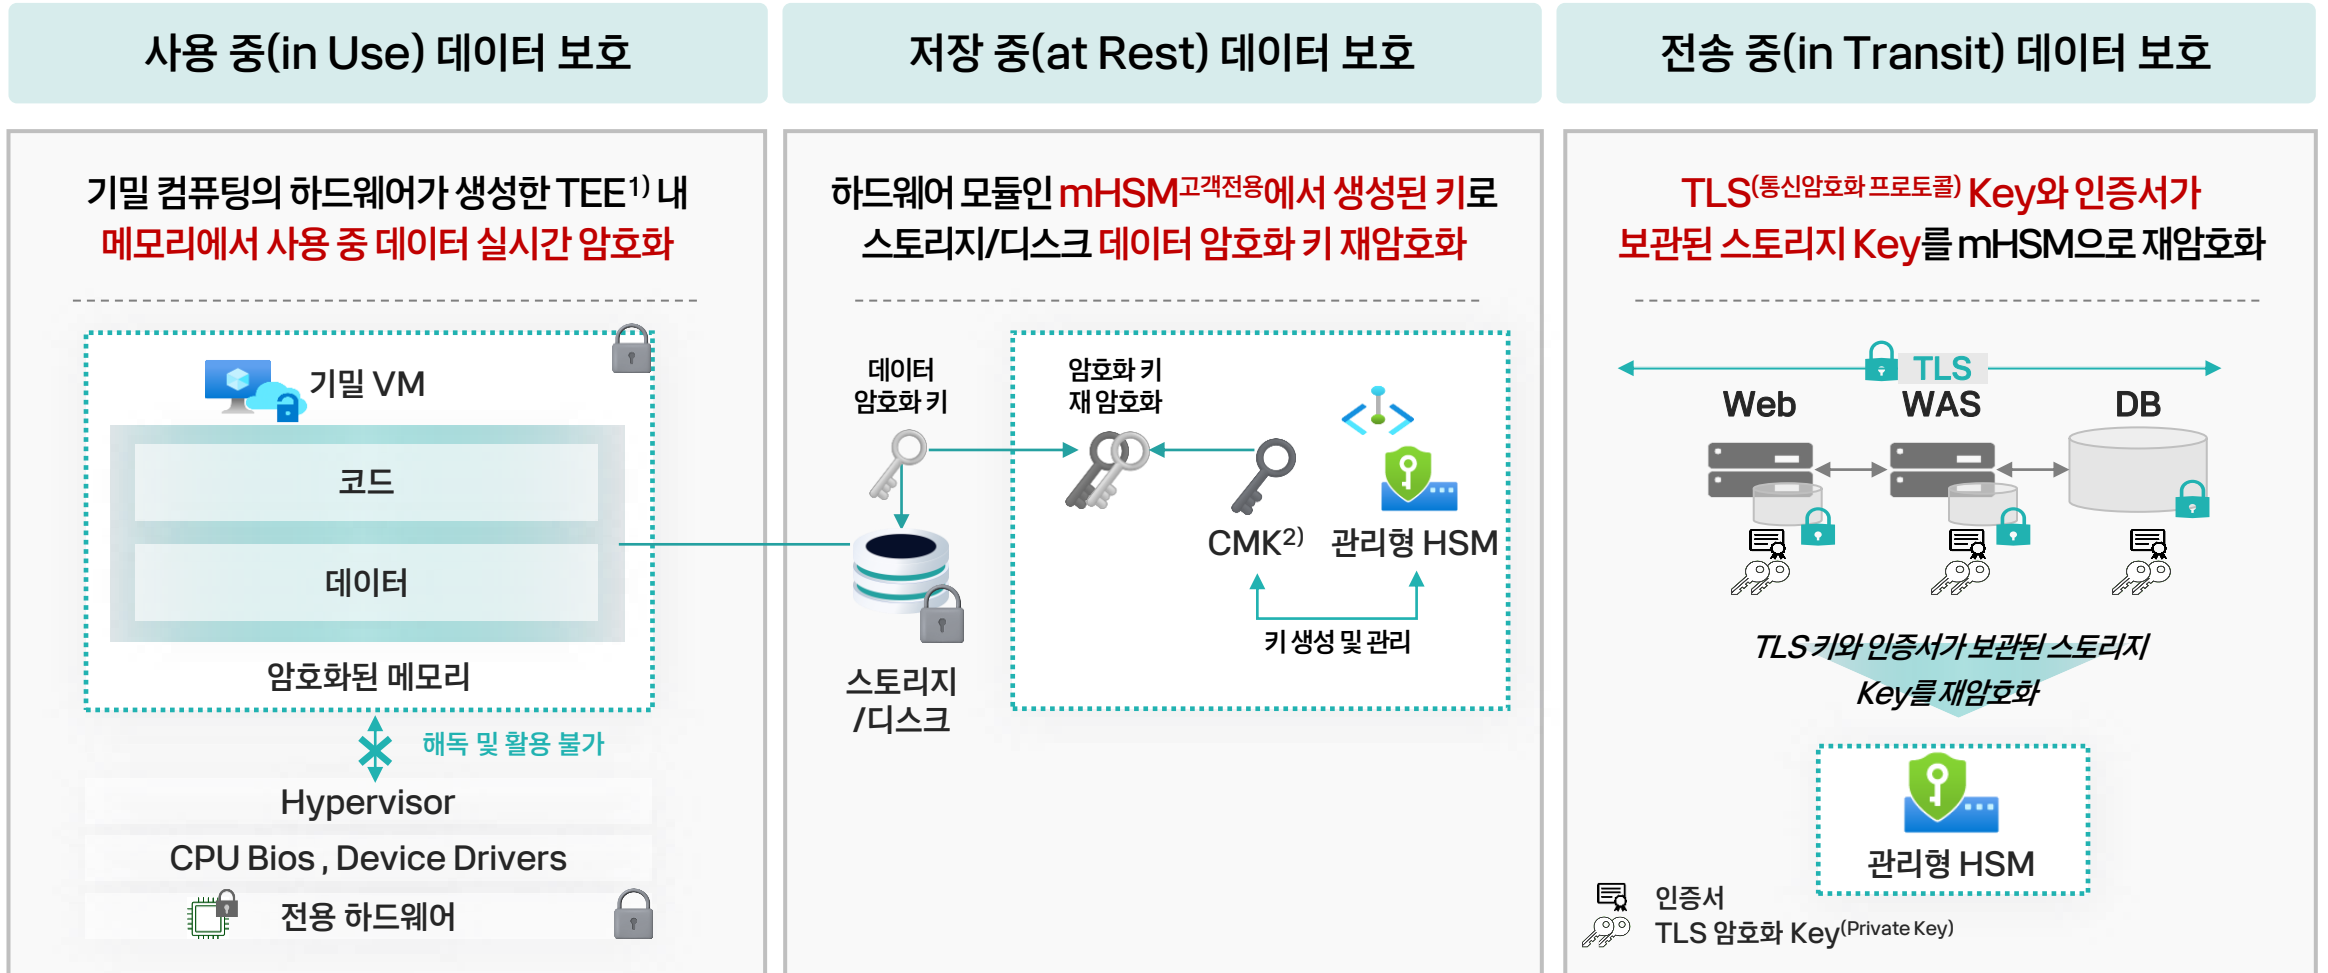 사용 중(in Use) 데이터 보호
기밀 컴퓨팅의 하드웨어가 생성한 TEE1) 내
메모리에서 사용 중 데이터 실시간 암호화
기밀 VM
코드
데이터
암호화된 메모리
해독 및 활용 불가
Hypervisor
CPU Bios , Device Drivers
전용 하드웨어
저장 중(at Rest) 데이터 보호
하드웨어 모듈인 mHSM고객전용에서 생성된 키로
스토리지/디스크 데이터 암호화 키 재암호화
데이터
암호화 키
암호화 키
재 암호화
CMK2)
관리형 HSM
키 생성 및 관리
스토리지
/디스크
전송 중(in Transit) 데이터 보호
TLS(통신암호화 프로토콜) Key와 인증서가
보관된 스토리지 Key를 mHSM으로 재암호화
TLS
Web
WAS
DB
TLS 키와 인증서가 보관된 스토리지
Key를 재암호화
관리형 HSM
인증서
TLS 암호화 Key(Private Key)